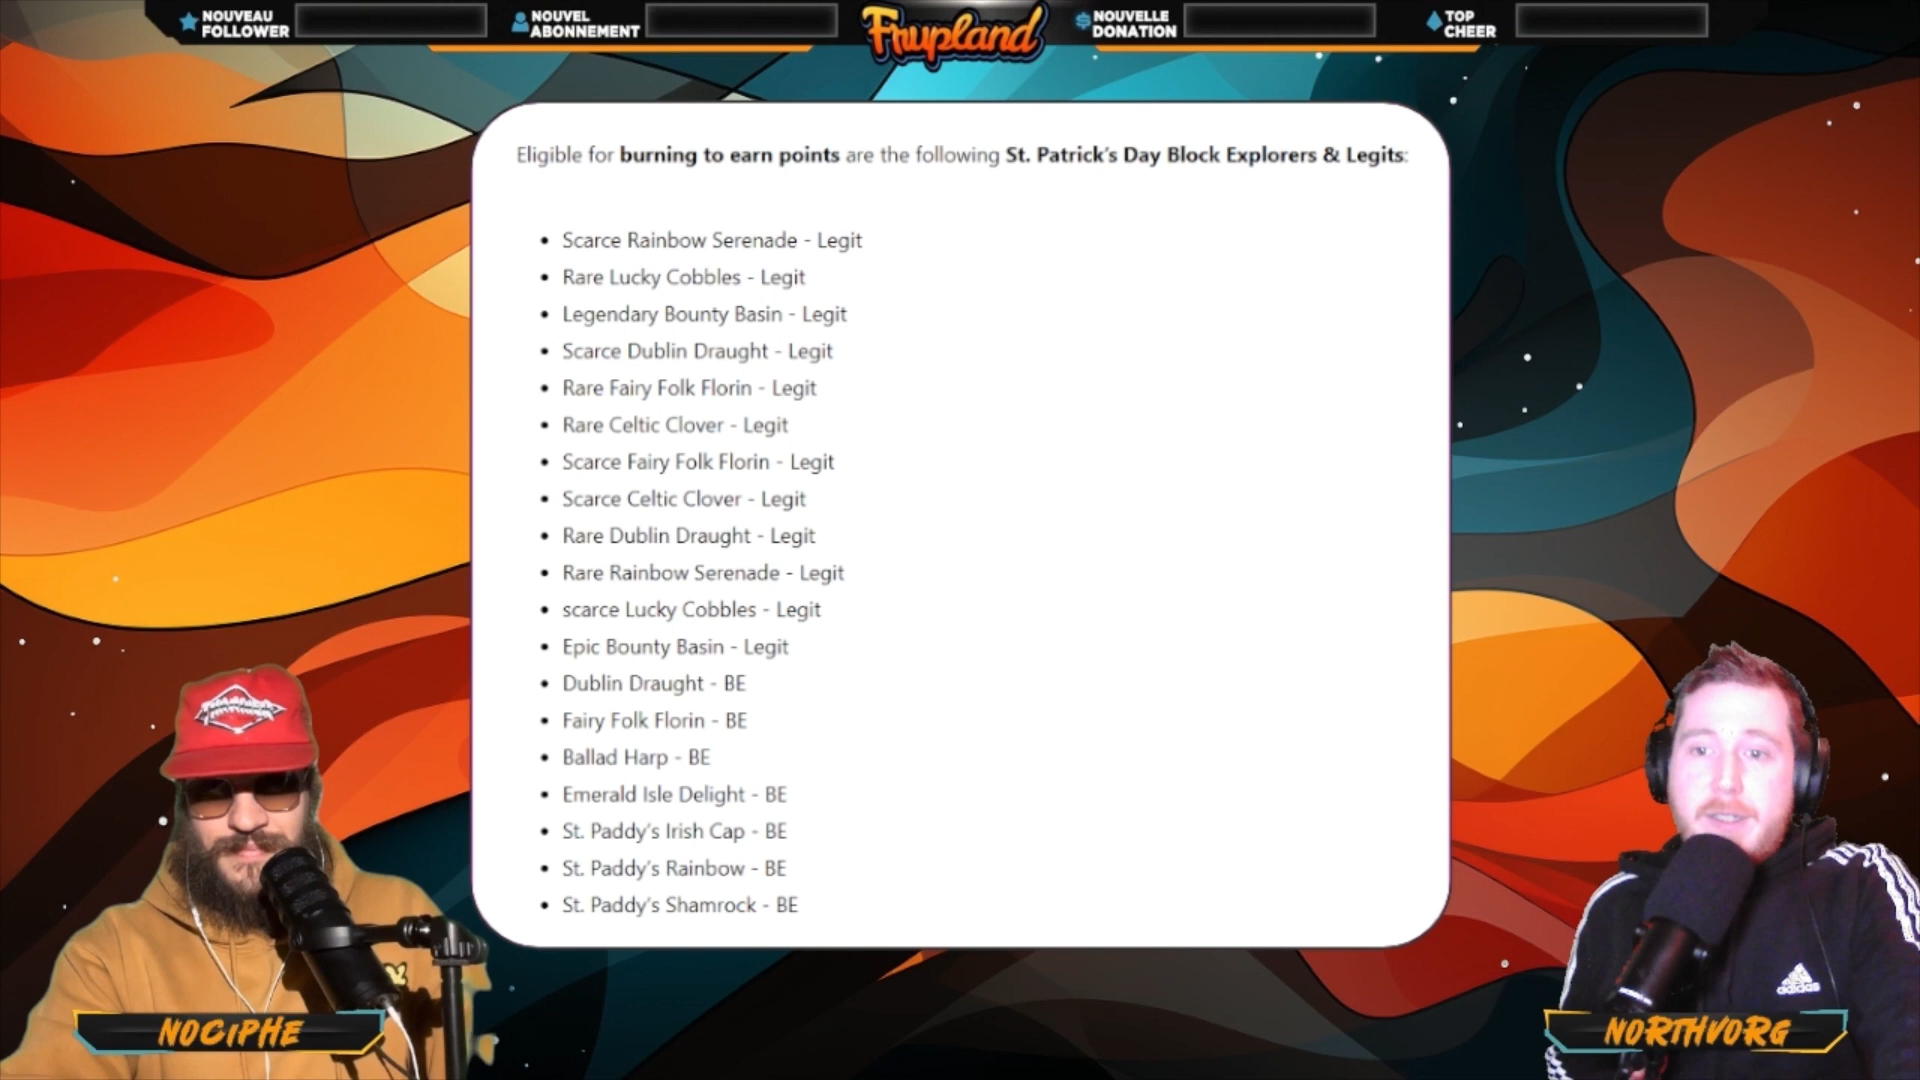 NOUVEAU FOLLOWER
NOUVEL ABONNEMENT
Frupland
NOUVELLE DONATION
TOP CHEER
Eligible for burning to earn points are the following St. Patrick's Day Block Explorers & Legits:
• Scarce Rainbow Serenade - Legit
• Rare Lucky Cobbles - Legit
• Legendary Bounty Basin - Legit
• Scarce Dublin Draught - Legit
• Rare Fairy Folk Florin - Legit
• Rare Celtic Clover - Legit
• Scarce Fairy Folk Florin - Legit
• Scarce Celtic Clover - Legit
• Rare Dublin Draught - Legit
• Rare Rainbow Serenade - Legit
• scarce Lucky Cobbles - Legit
• Epic Bounty Basin - Legit
• Dublin Draught - BE
• Fairy Folk Florin - BE
• Ballad Harp - BE
• Emerald Isle Delight - BE
• St. Paddy's Irish Cap - BE
• St. Paddy's Rainbow - BE
• St. Paddy's Shamrock - BE
adidas
NOCIPHE
NORTHVORG